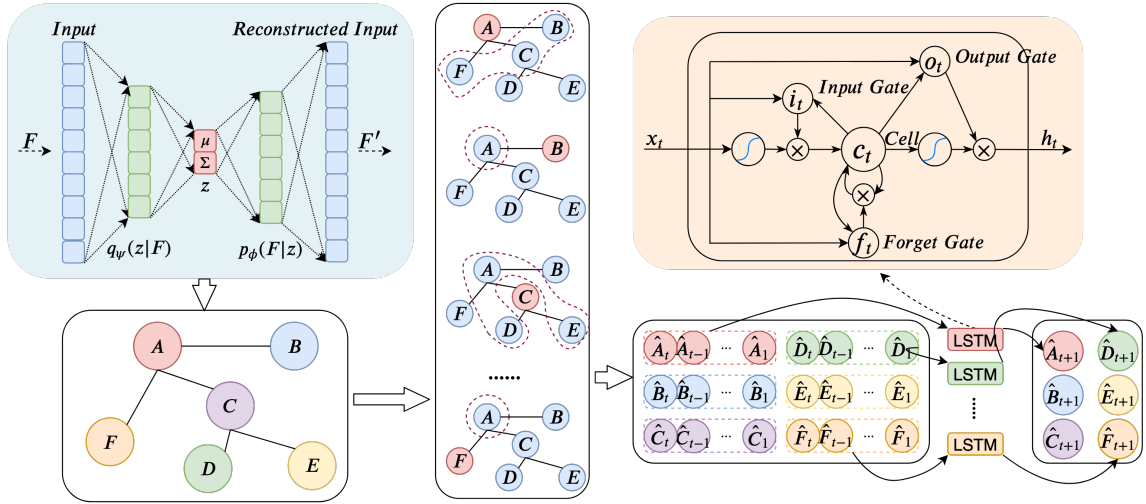 Input
Reconstructed Input
F
μ
Σ
z
F′
q_ψ(z|F)
p_ϕ(F|z)
A
B
C
F
D
E
A
B
C
F
D
E
A
B
C
F
D
E
A
B
C
F
D
E
......
A
B
C
F
D
E
o_t Output Gate
Input Gate
i_t
x_t
×
c_t
Cell
×
h_t
×
f_t Forget Gate
Â_t Â_{t-1} ... Â_1 D̂_t D̂_{t-1} ... D̂_1
B̂_t B̂_{t-1} ... B̂_1 Ê_t Ê_{t-1} ... Ê_1
Ĉ_t Ĉ_{t-1} ... Ĉ_1 F̂_t F̂_{t-1} ... F̂_1
LSTM
LSTM
LSTM
Â_{t+1} D̂_{t+1}
B̂_{t+1} Ê_{t+1}
Ĉ_{t+1} F̂_{t+1}